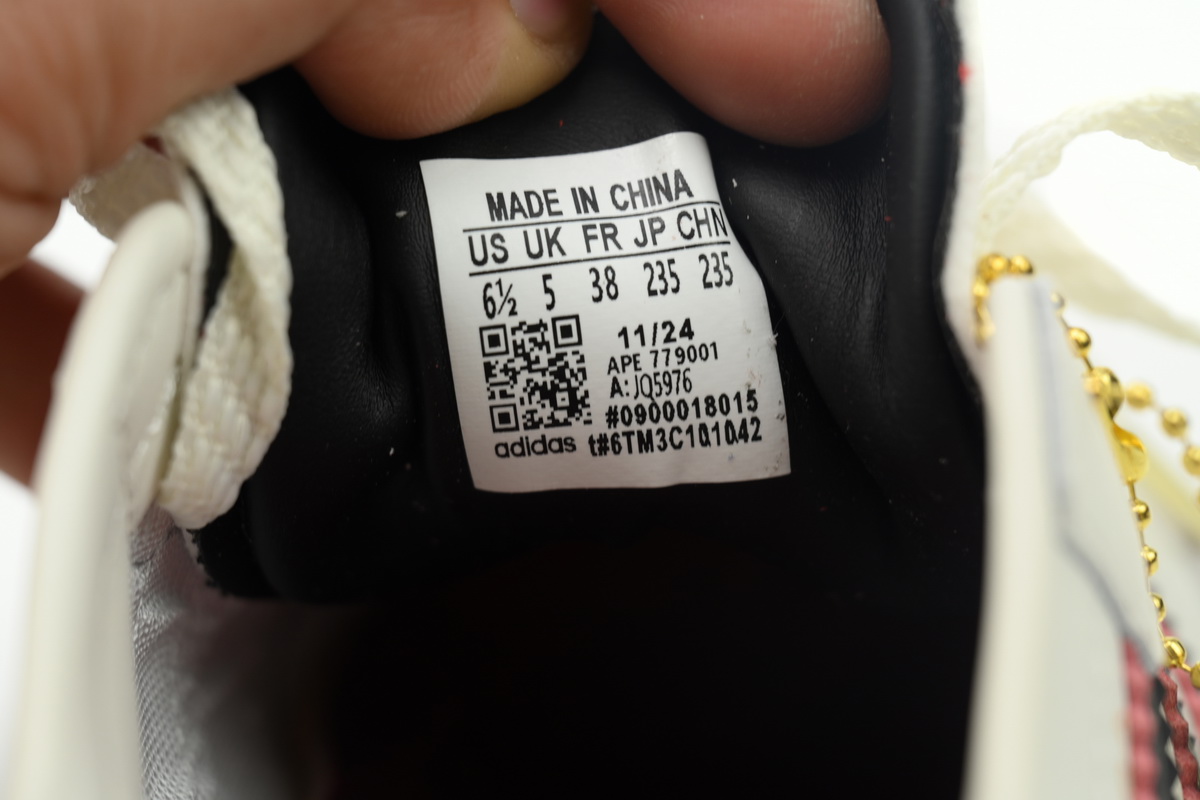 MADE IN CHINA
US UK FR JP CHN
6½ 5 38 235 235
11/24
APE 779001
A: JQ5976
#0900018015
adidas t#6TM3C101042